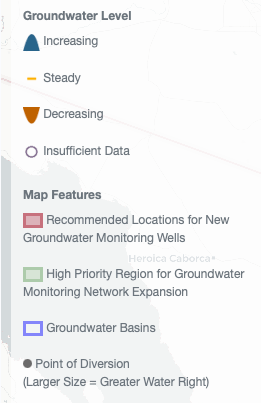 Groundwater Level
Increasing
Steady
Decreasing
Insufficient Data
Map Features
Recommended Locations for New
Groundwater Monitoring Wells
Heroica Caborca
High Priority Region for Groundwater
Monitoring Network Expansion
Groundwater Basins
Point of Diversion
(Larger Size = Greater Water Right)